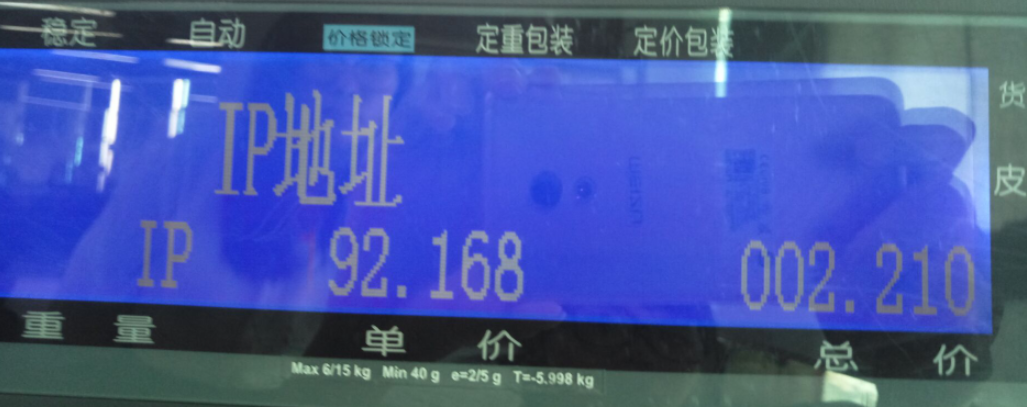 稳定 自动 价格锁定 定重包装 定价包装
货
IP地址
皮
IP 92.168 002.210
重量 单价 总价
Max 6/15 kg Min 40 g e=2/5 g T=-5.998 kg